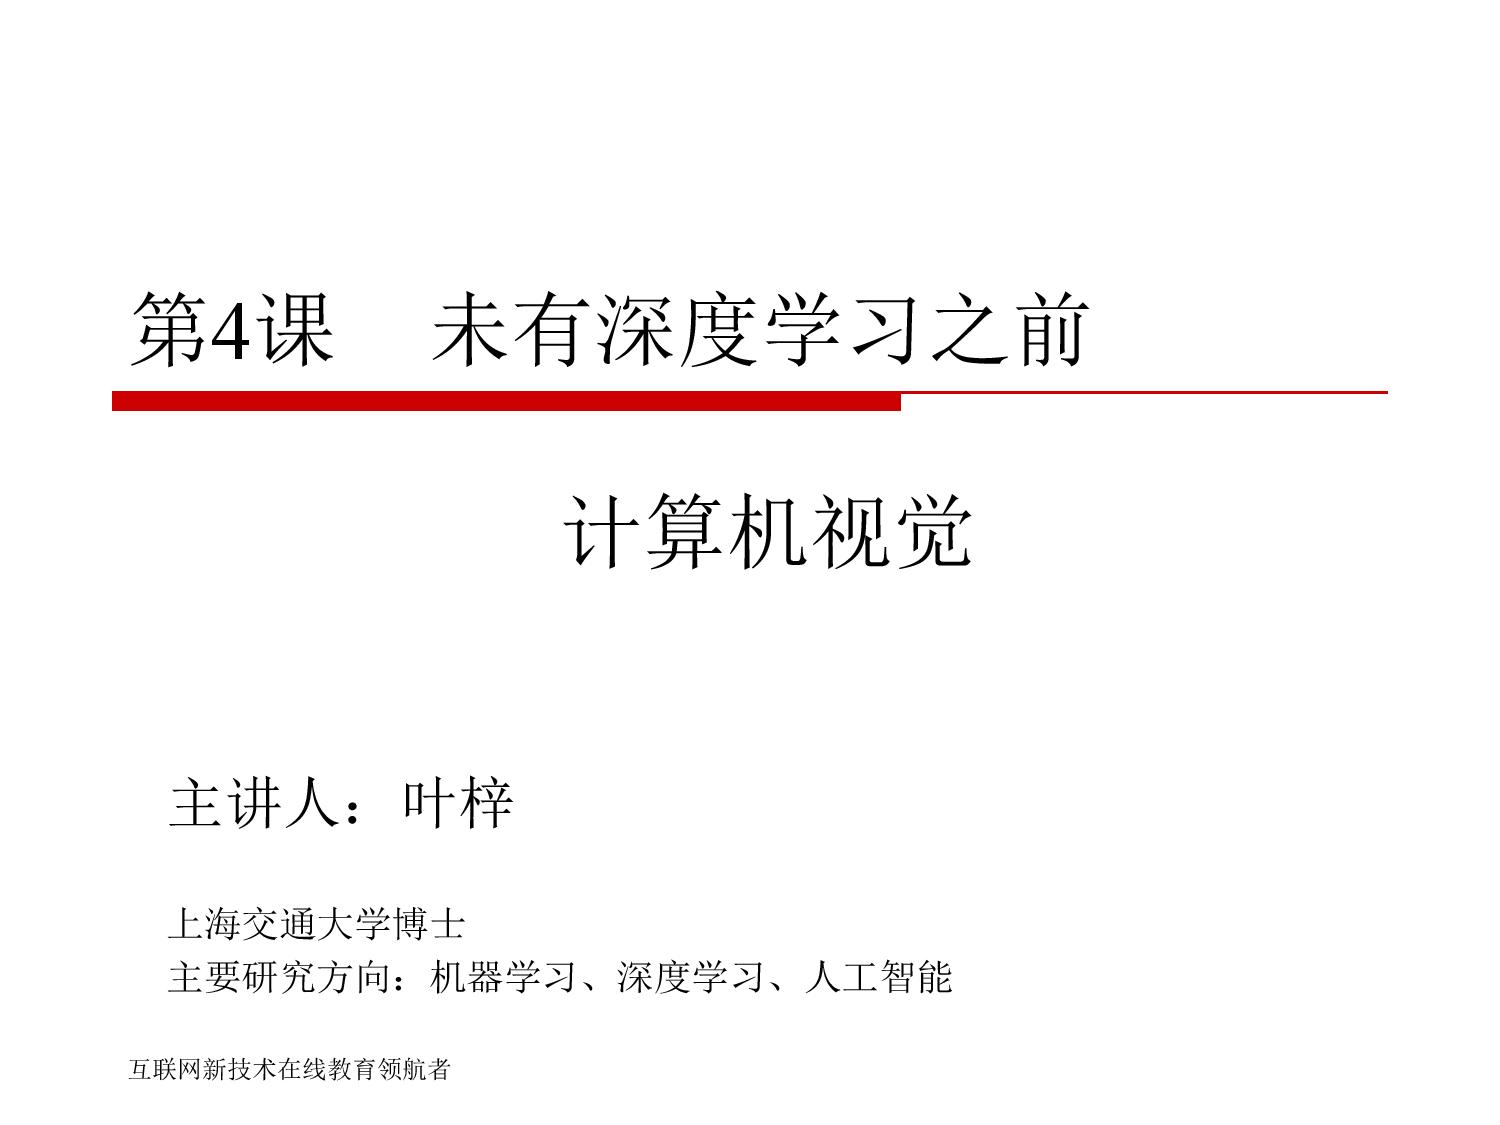 第4课　未有深度学习之前
计算机视觉
主讲人：叶梓
上海交通大学博士
主要研究方向：机器学习、深度学习、人工智能
互联网新技术在线教育领航者